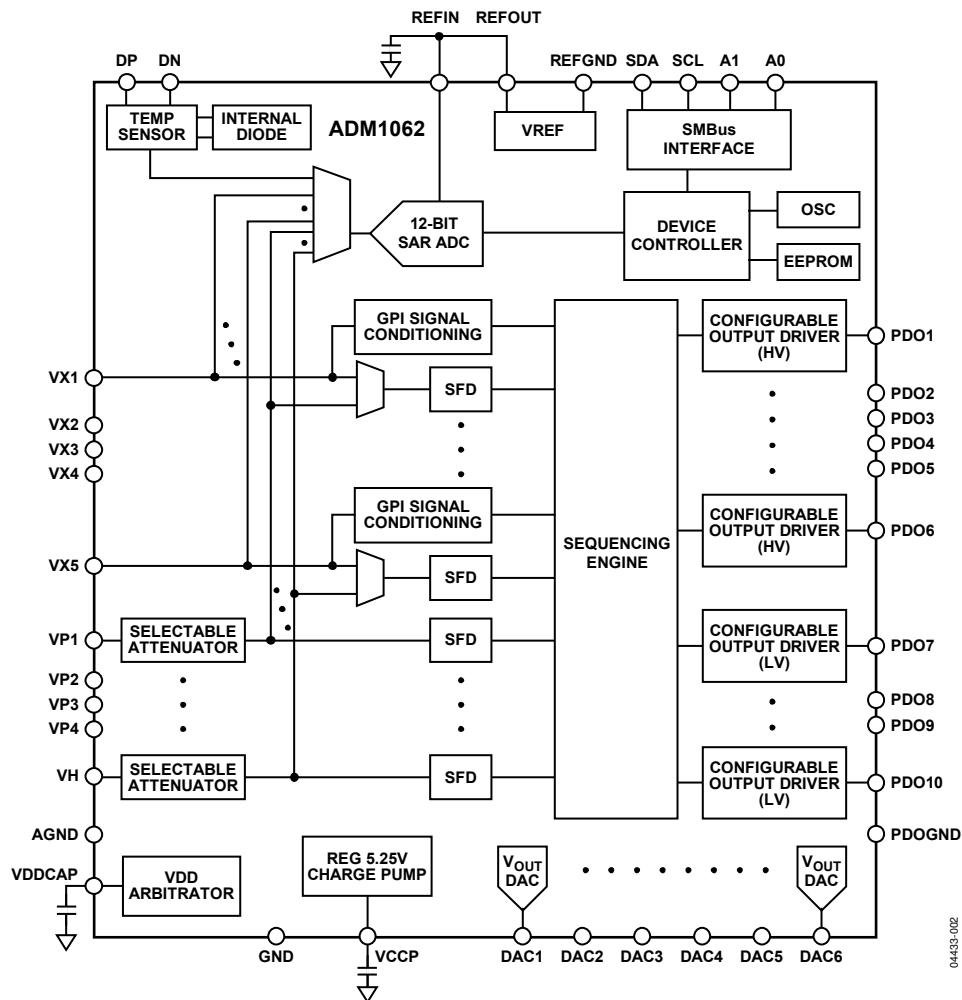 REFIN REFOUT
DP DN REFGND SDA SCL A1 A0
TEMP
SENSOR
INTERNAL
DIODE
ADM1062
VREF
SMBus
INTERFACE
12-BIT
SAR ADC
DEVICE
CONTROLLER
OSC
EEPROM
GPI SIGNAL
CONDITIONING
CONFIGURABLE
OUTPUT DRIVER
(HV)
PDO1
VX1
SFD
PDO2
VX2
PDO3
VX3
PDO4
VX4
PDO5
GPI SIGNAL
CONDITIONING
SEQUENCING
ENGINE
CONFIGURABLE
OUTPUT DRIVER
(HV)
PDO6
VX5
SFD
VP1
SELECTABLE
ATTENUATOR
SFD
CONFIGURABLE
OUTPUT DRIVER
(LV)
PDO7
VP2
VP3
VP4
PDO8
PDO9
VH
SELECTABLE
ATTENUATOR
SFD
CONFIGURABLE
OUTPUT DRIVER
(LV)
PDO10
AGND
PDOGND
VDDCAP
VDD
ARBITRATOR
REG 5.25V
CHARGE PUMP
VOUT
DAC
VOUT
DAC
GND VCCP DAC1 DAC2 DAC3 DAC4 DAC5 DAC6
04433-002